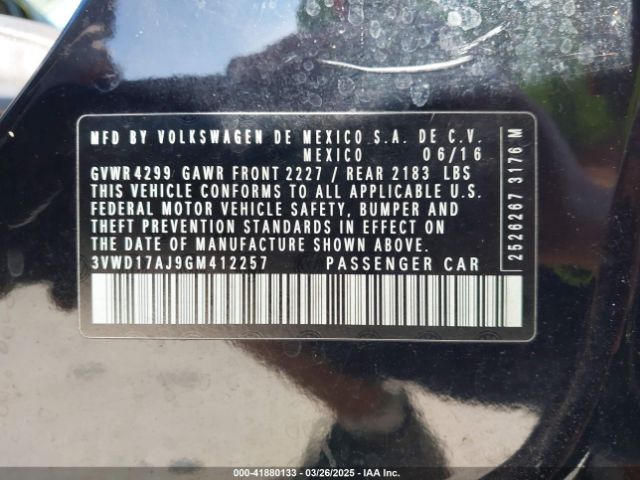 MFD BY VOLKSWAGEN DE MEXICO S.A. DE C.V.
MEXICO 06/16
GVWR 4299 GAWR FRONT 2227 / REAR 2183 LBS
THIS VEHICLE CONFORMS TO ALL APPLICABLE U.S.
FEDERAL MOTOR VEHICLE SAFETY, BUMPER AND
THEFT PREVENTION STANDARDS IN EFFECT ON
THE DATE OF MANUFACTURE SHOWN ABOVE.
3VWD17AJ9GM412257 PASSENGER CAR
2526267 3176 M
000-41880133 — 03/26/2025 — IAA Inc.